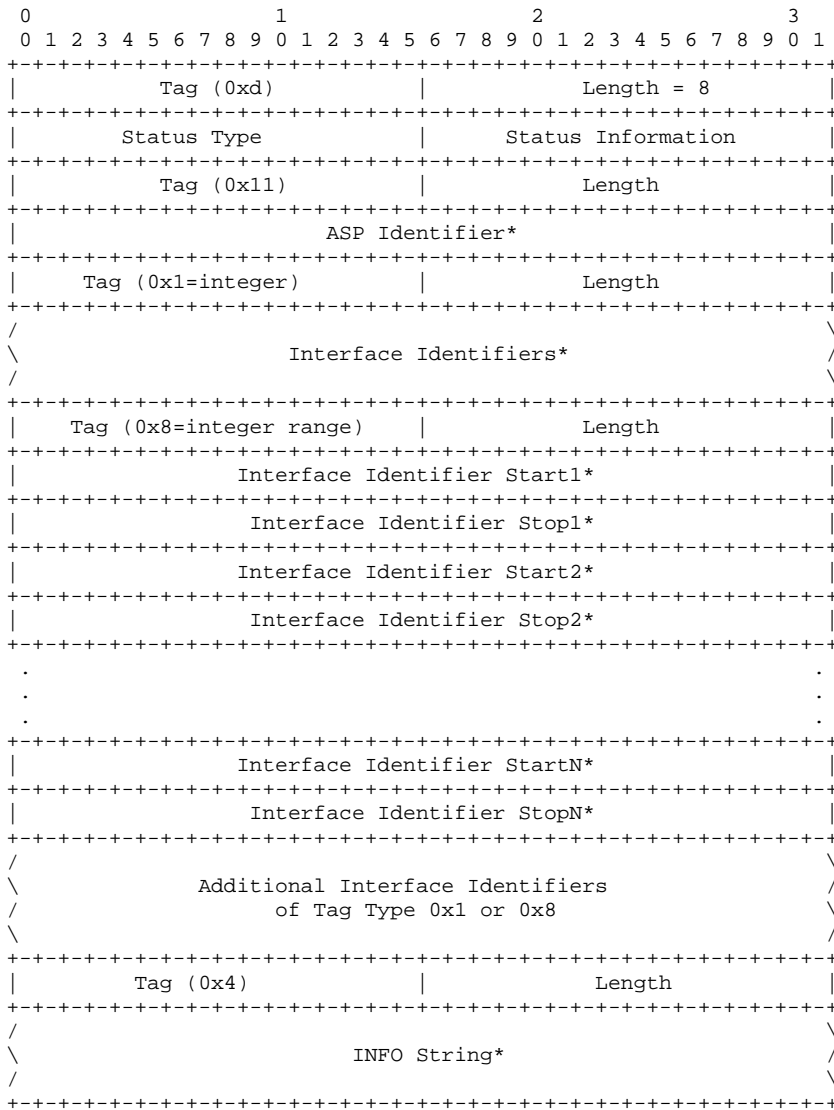 0                   1                   2                   3
 0 1 2 3 4 5 6 7 8 9 0 1 2 3 4 5 6 7 8 9 0 1 2 3 4 5 6 7 8 9 0 1
+-+-+-+-+-+-+-+-+-+-+-+-+-+-+-+-+-+-+-+-+-+-+-+-+-+-+-+-+-+-+-+-+
|           Tag (0xd)           |            Length = 8         |
+-+-+-+-+-+-+-+-+-+-+-+-+-+-+-+-+-+-+-+-+-+-+-+-+-+-+-+-+-+-+-+-+
|        Status Type            |      Status Information       |
+-+-+-+-+-+-+-+-+-+-+-+-+-+-+-+-+-+-+-+-+-+-+-+-+-+-+-+-+-+-+-+-+
|           Tag (0x11)          |            Length             |
+-+-+-+-+-+-+-+-+-+-+-+-+-+-+-+-+-+-+-+-+-+-+-+-+-+-+-+-+-+-+-+-+
|                        ASP Identifier*                        |
+-+-+-+-+-+-+-+-+-+-+-+-+-+-+-+-+-+-+-+-+-+-+-+-+-+-+-+-+-+-+-+-+
|     Tag (0x1=integer)         |            Length             |
+-+-+-+-+-+-+-+-+-+-+-+-+-+-+-+-+-+-+-+-+-+-+-+-+-+-+-+-+-+-+-+-+
/                                                               \
\                     Interface Identifiers*                    /
/                                                               \
+-+-+-+-+-+-+-+-+-+-+-+-+-+-+-+-+-+-+-+-+-+-+-+-+-+-+-+-+-+-+-+-+
|    Tag (0x8=integer range)    |            Length             |
+-+-+-+-+-+-+-+-+-+-+-+-+-+-+-+-+-+-+-+-+-+-+-+-+-+-+-+-+-+-+-+-+
|                 Interface Identifier Start1*                  |
+-+-+-+-+-+-+-+-+-+-+-+-+-+-+-+-+-+-+-+-+-+-+-+-+-+-+-+-+-+-+-+-+
|                  Interface Identifier Stop1*                  |
+-+-+-+-+-+-+-+-+-+-+-+-+-+-+-+-+-+-+-+-+-+-+-+-+-+-+-+-+-+-+-+-+
|                 Interface Identifier Start2*                  |
+-+-+-+-+-+-+-+-+-+-+-+-+-+-+-+-+-+-+-+-+-+-+-+-+-+-+-+-+-+-+-+-+
|                  Interface Identifier Stop2*                  |
+-+-+-+-+-+-+-+-+-+-+-+-+-+-+-+-+-+-+-+-+-+-+-+-+-+-+-+-+-+-+-+-+
 .                                                             .
 .                                                             .
 .                                                             .
+-+-+-+-+-+-+-+-+-+-+-+-+-+-+-+-+-+-+-+-+-+-+-+-+-+-+-+-+-+-+-+-+
|                 Interface Identifier StartN*                  |
+-+-+-+-+-+-+-+-+-+-+-+-+-+-+-+-+-+-+-+-+-+-+-+-+-+-+-+-+-+-+-+-+
|                  Interface Identifier StopN*                  |
+-+-+-+-+-+-+-+-+-+-+-+-+-+-+-+-+-+-+-+-+-+-+-+-+-+-+-+-+-+-+-+-+
/                                                               \
\              Additional Interface Identifiers                 /
/                    of Tag Type 0x1 or 0x8                     \
\                                                               /
+-+-+-+-+-+-+-+-+-+-+-+-+-+-+-+-+-+-+-+-+-+-+-+-+-+-+-+-+-+-+-+-+
|         Tag (0x4)             |             Length            |
+-+-+-+-+-+-+-+-+-+-+-+-+-+-+-+-+-+-+-+-+-+-+-+-+-+-+-+-+-+-+-+-+
/                                                               \
\                          INFO String*                         /
/                                                               \
+-+-+-+-+-+-+-+-+-+-+-+-+-+-+-+-+-+-+-+-+-+-+-+-+-+-+-+-+-+-+-+-+